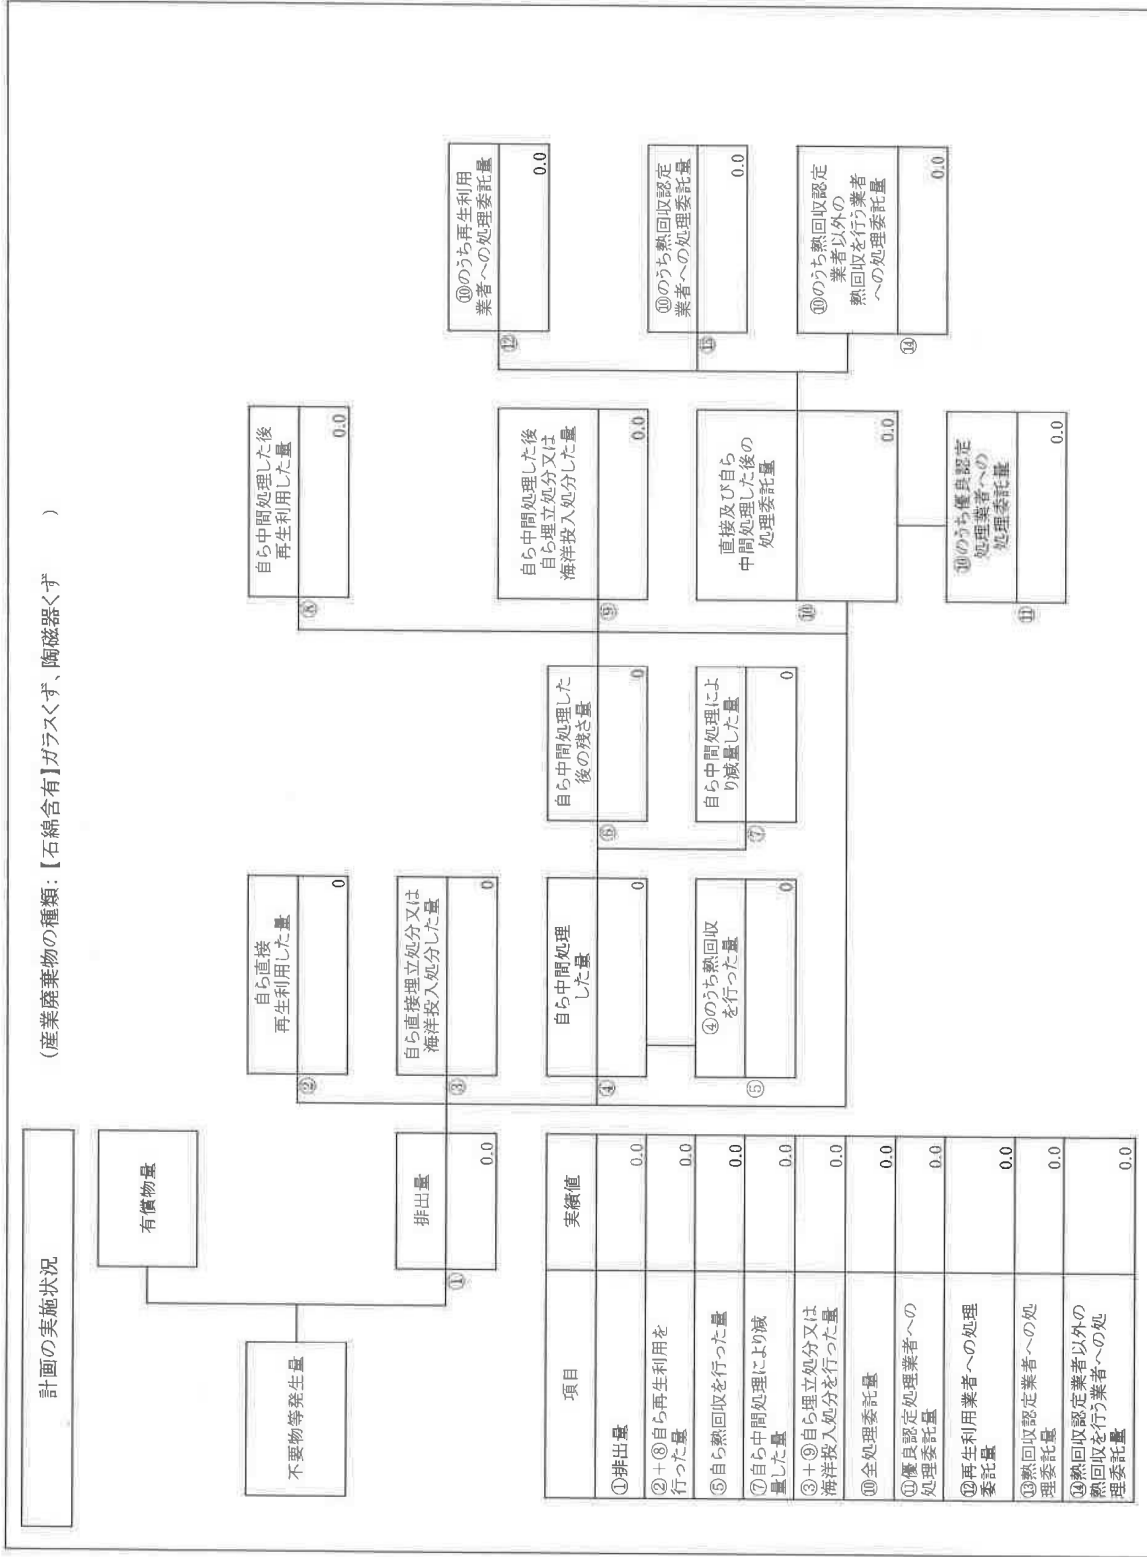 計画の実施状況
（産業廃棄物の種類：【石綿含有】ガラスくず、陶磁器くず　　　）
不要物等発生量
有償物量
①
排出量
0.0
②
自ら直接
再生利用した量
0
③
自ら直接埋立処分又は
海洋投入処分した量
0
④
自ら中間処理
した量
0
⑤
④のうち熱回収
を行った量
0
⑥
自ら中間処理した
後の残さ量
0
⑦
自ら中間処理によ
り減量した量
0
⑧
自ら中間処理した後
再生利用した量
0.0
⑨
自ら中間処理した後
自ら埋立処分又は
海洋投入処分した量
0.0
⑩
直接及び自ら
中間処理した後の
処理委託量
0.0
⑪
⑩のうち優良認定
処理業者への
処理委託量
0.0
⑫
⑩のうち再生利用
業者への処理委託量
0.0
⑬
⑩のうち熱回収認定
業者への処理委託量
0.0
⑭
⑩のうち熱回収認定
業者以外の
熱回収を行う業者
への処理委託量
0.0
項目　実績値
①排出量　0.0
②＋⑧自ら再生利用を
行った量　0.0
⑤自ら熱回収を行った量　0.0
⑦自ら中間処理により減
量した量　0.0
③＋⑨自ら埋立処分又は
海洋投入処分を行った量　0.0
⑩全処理委託量　0.0
⑪優良認定処理業者への
処理委託量　0.0
⑫再生利用業者への処理
委託量　0.0
⑬熱回収認定業者への処
理委託量　0.0
⑭熱回収認定業者以外の
熱回収を行う業者への処
理委託量　0.0